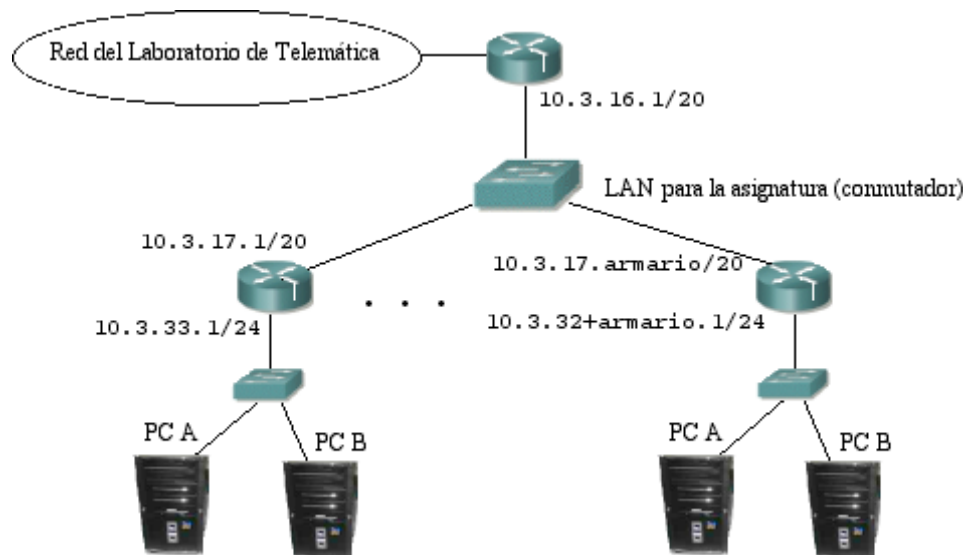 Red del Laboratorio de Telemática
10.3.16.1/20
LAN para la asignatura (conmutador)
10.3.17.1/20
10.3.17.armario/20
. . .
10.3.33.1/24
10.3.32+armario.1/24
PC A
PC B
PC A
PC B